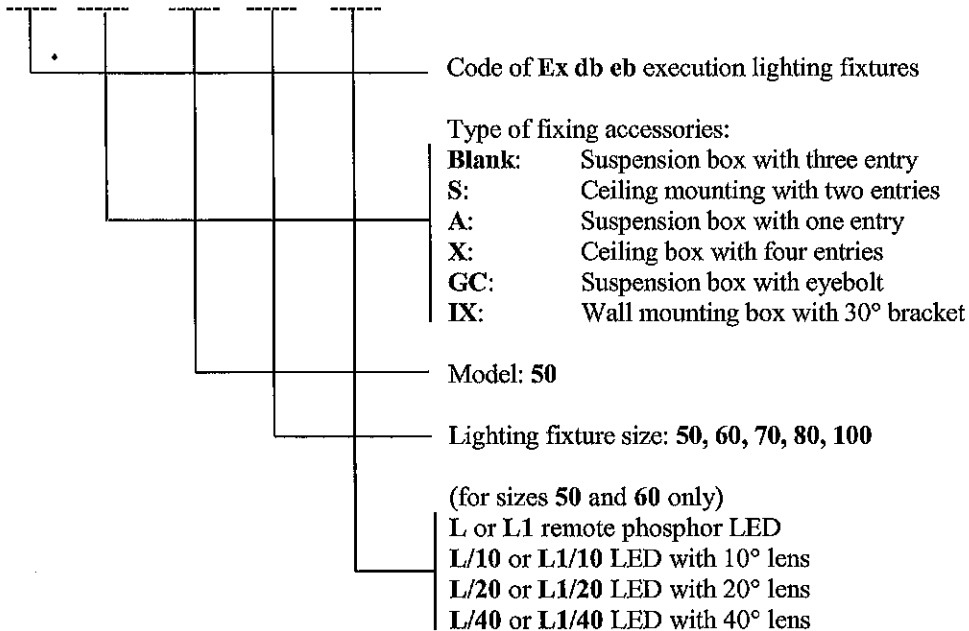 Code of Ex db eb execution lighting fixtures
Type of fixing accessories:
Blank: Suspension box with three entry
S: Ceiling mounting with two entries
A: Suspension box with one entry
X: Ceiling box with four entries
GC: Suspension box with eyebolt
IX: Wall mounting box with 30° bracket
Model: 50
Lighting fixture size: 50, 60, 70, 80, 100
(for sizes 50 and 60 only)
L or L1 remote phosphor LED
L/10 or L1/10 LED with 10° lens
L/20 or L1/20 LED with 20° lens
L/40 or L1/40 LED with 40° lens